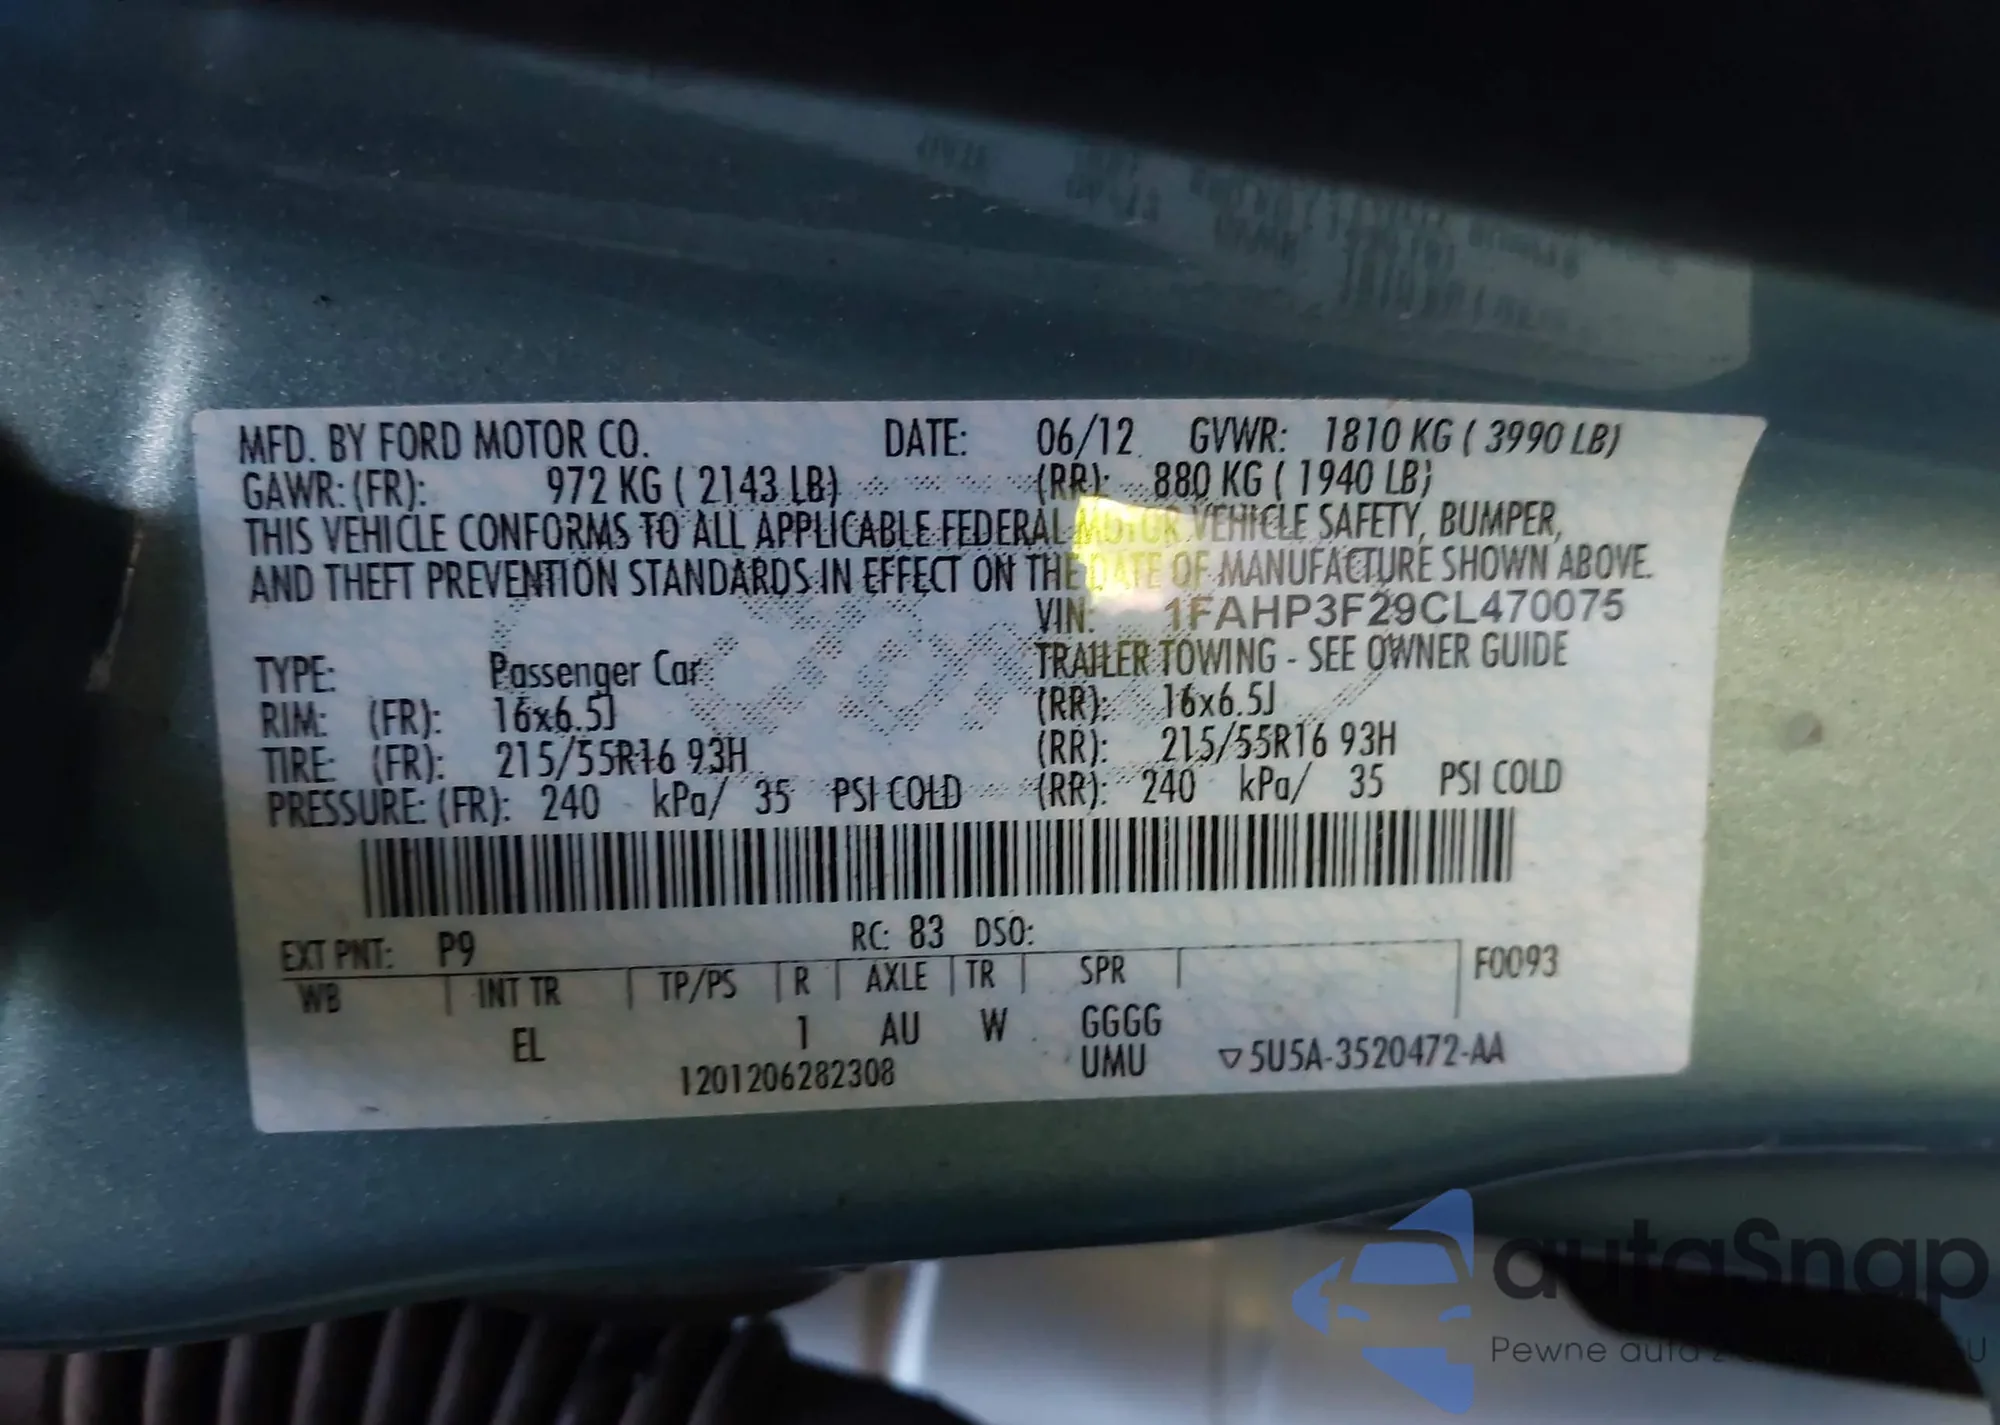 MFD. BY FORD MOTOR CO. DATE: 06/12 GVWR: 1810 KG ( 3990 LB)
GAWR: (FR): 972 KG ( 2143 LB) (RR): 880 KG ( 1940 LB)
THIS VEHICLE CONFORMS TO ALL APPLICABLE FEDERAL MOTOR VEHICLE SAFETY, BUMPER,
AND THEFT PREVENTION STANDARDS IN EFFECT ON THE DATE OF MANUFACTURE SHOWN ABOVE.
VIN: 1FAHP3F29CL470075
TYPE: Passenger Car TRAILER TOWING - SEE OWNER GUIDE
RIM: (FR): 16x6.5J (RR): 16x6.5J
TIRE: (FR): 215/55R16 93H (RR): 215/55R16 93H
PRESSURE: (FR): 240 kPa/ 35 PSI COLD (RR): 240 kPa/ 35 PSI COLD
EXT PNT: P9 RC: 83 DSO:
WB INT TR TP/PS R AXLE TR SPR F0093
EL 1 AU W GGGG
1201206282308 UMU ▽5U5A-3520472-AA
autaSnap
Pewne auta